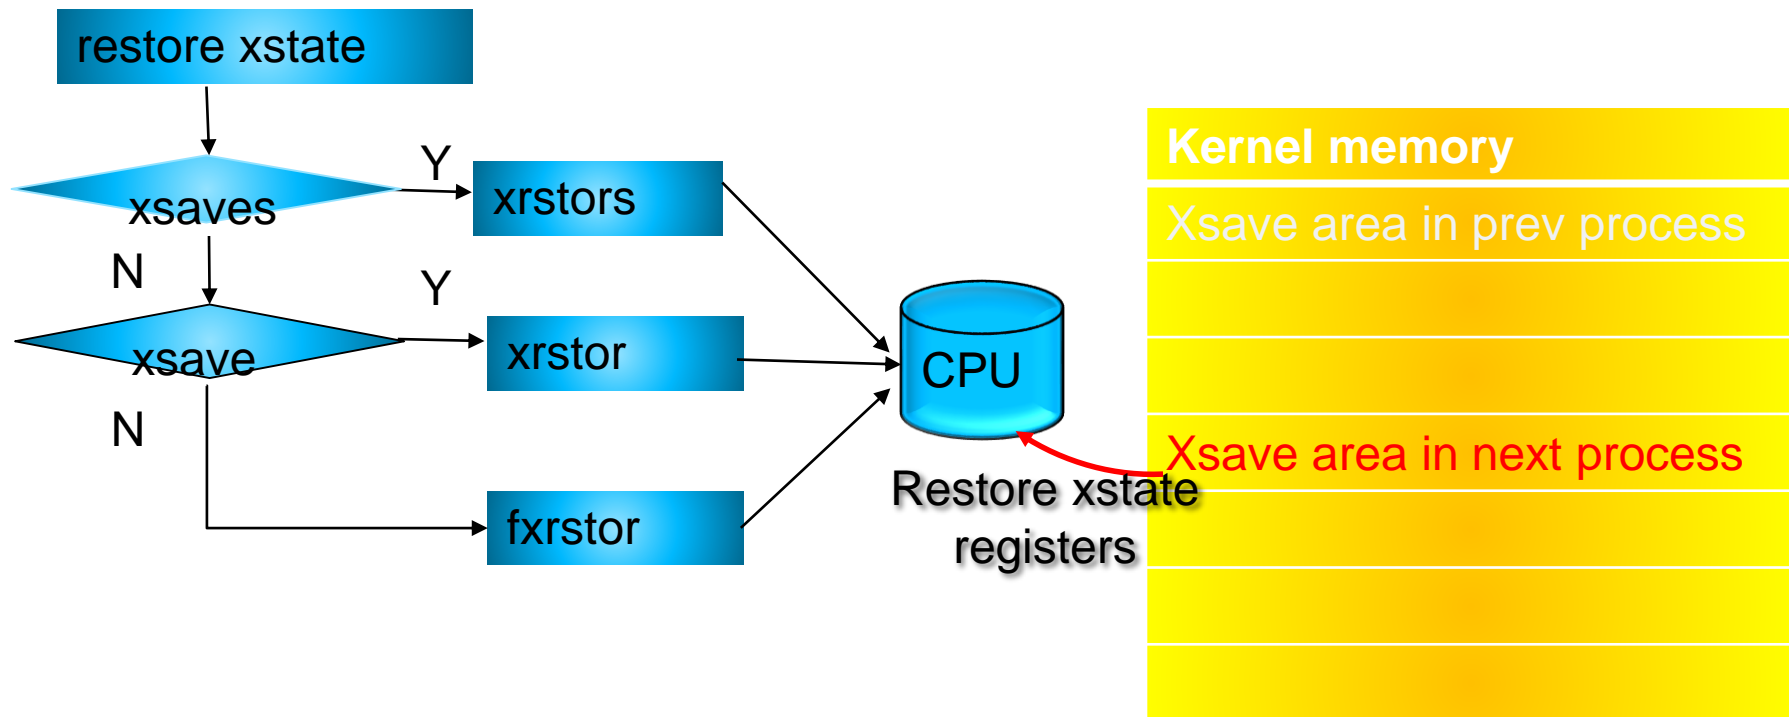 restore xstate
xsaves
Y
xrstors
N
xsave
Y
xrstor
N
fxrstor
CPU
Restore xstate
registers
Kernel memory
Xsave area in prev process
Xsave area in next process